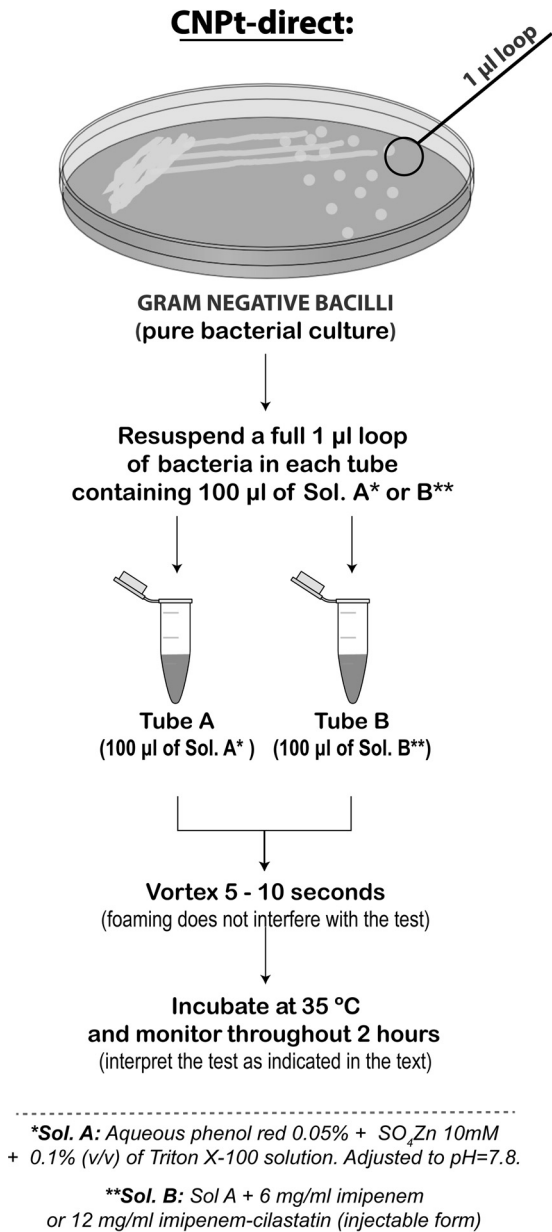 CNPt-direct:
1 µl loop
GRAM NEGATIVE BACILLI
(pure bacterial culture)
Resuspend a full 1 µl loop
of bacteria in each tube
containing 100 µl of Sol. A* or B**
Tube A
(100 µl of Sol. A* )
Tube B
(100 µl of Sol. B**)
Vortex 5 - 10 seconds
(foaming does not interfere with the test)
Incubate at 35 ºC
and monitor throughout 2 hours
(interpret the test as indicated in the text)
*Sol. A: Aqueous phenol red 0.05% + SO4Zn 10mM
+ 0.1% (v/v) of Triton X-100 solution. Adjusted to pH=7.8.
**Sol. B: Sol A + 6 mg/ml imipenem
or 12 mg/ml imipenem-cilastatin (injectable form)